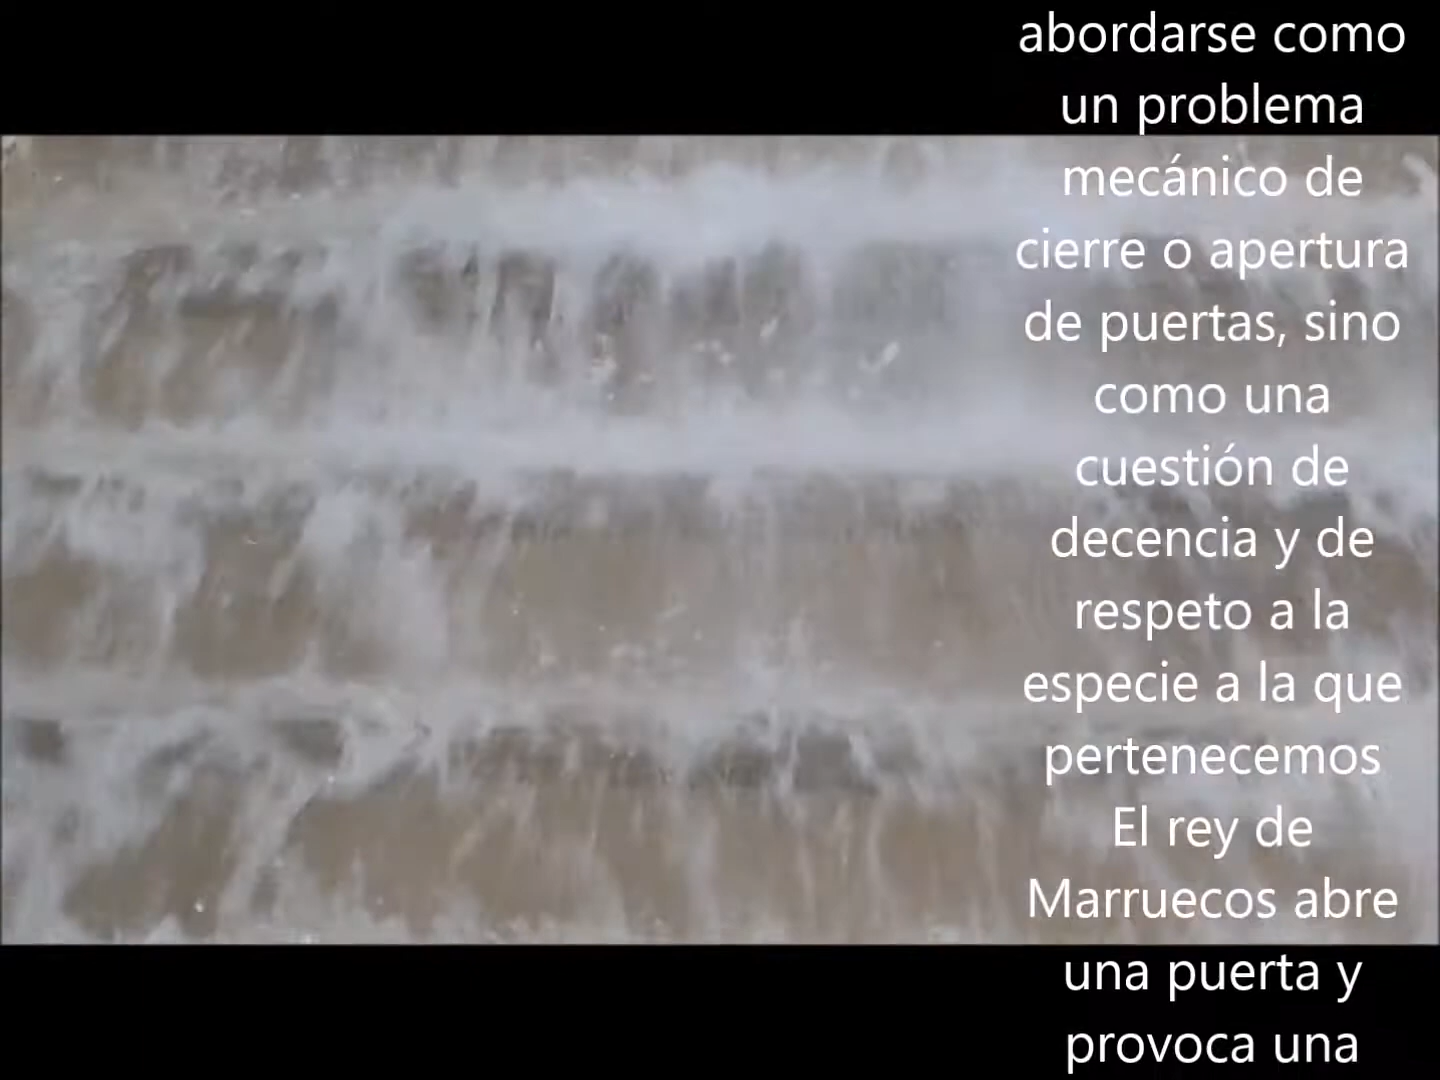 abordarse como
un problema
mecánico de
cierre o apertura
de puertas, sino
como una
cuestión de
decencia y de
respeto a la
especie a la que
pertenecemos
El rey de
Marruecos abre
una puerta y
provoca una